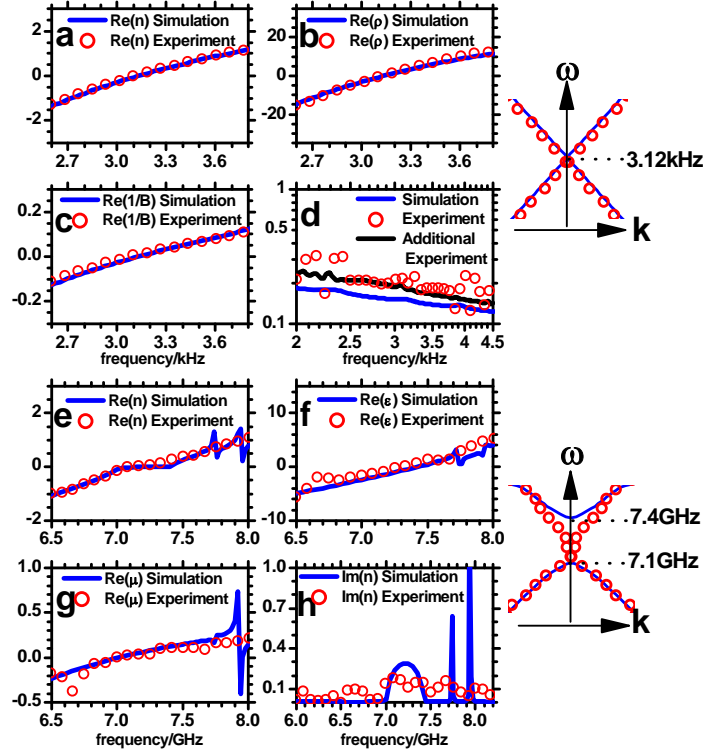 a
Re(n) Simulation
Re(n) Experiment
2
0
-2
2.7 3.0 3.3 3.6
b
Re(ρ) Simulation
Re(ρ) Experiment
20
0
-20
2.7 3.0 3.3 3.6
ω
3.12kHz
k
c
Re(1/B) Simulation
Re(1/B) Experiment
0.2
0.0
-0.2
2.7 3.0 3.3 3.6
frequency/kHz
d
Simulation
Experiment
Additional
Experiment
1
0.5
0.1
2 2.5 3 3.5 4 4.5
frequency/kHz
e
Re(n) Simulation
Re(n) Experiment
2
0
-2
6.5 7.0 7.5 8.0
f
Re(ε) Simulation
Re(ε) Experiment
10
0
-10
6.5 7.0 7.5 8.0
ω
7.4GHz
7.1GHz
k
g
Re(μ) Simulation
Re(μ) Experiment
1.0
0.5
0.0
-0.5
6.5 7.0 7.5 8.0
frequency/GHz
h
Im(n) Simulation
Im(n) Experiment
1.0
0.7
0.4
0.1
6.0 6.5 7.0 7.5 8.0
frequency/GHz